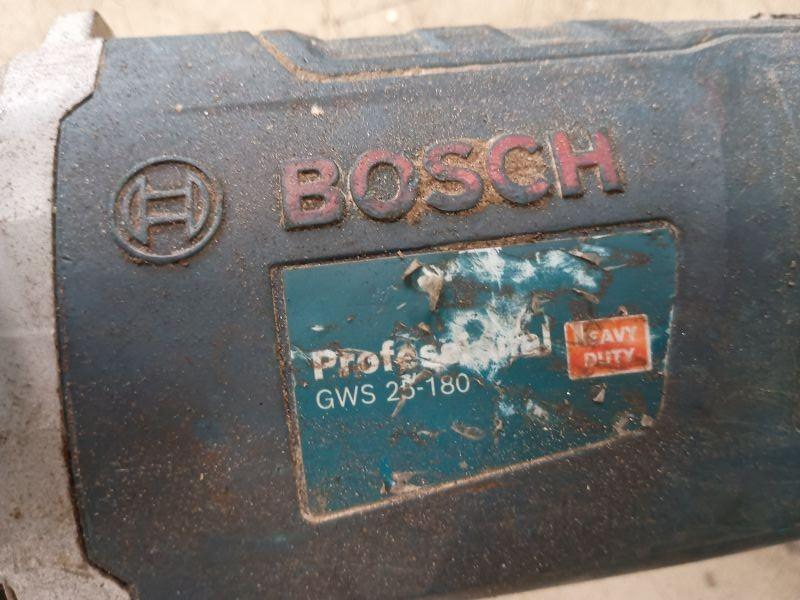 BOSCH
Professional
GWS 25-180
HEAVY
DUTY